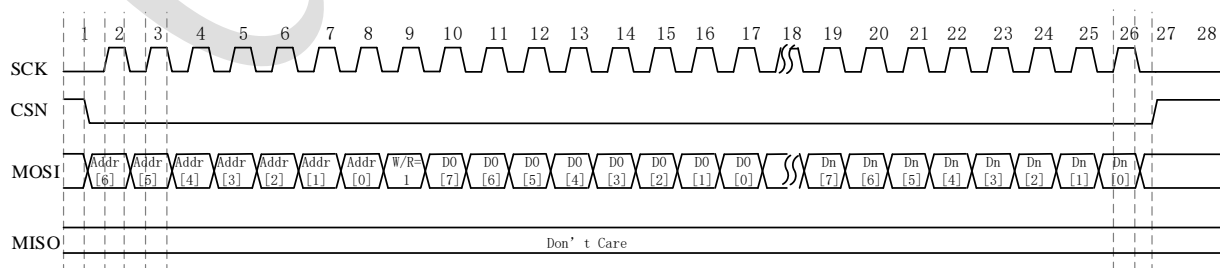 1 2 3 4 5 6 7 8 9 10 11 12 13 14 15 16 17 18 19 20 21 22 23 24 25 26 27 28
SCK
CSN
MOSI Addr [6] Addr [5] Addr [4] Addr [3] Addr [2] Addr [1] Addr [0] W/R= 1 D0 [7] D0 [6] D0 [5] D0 [4] D0 [3] D0 [2] D0 [1] D0 [0] Dn [7] Dn [6] Dn [5] Dn [4] Dn [3] Dn [2] Dn [1] Dn [0]
MISO Don't Care